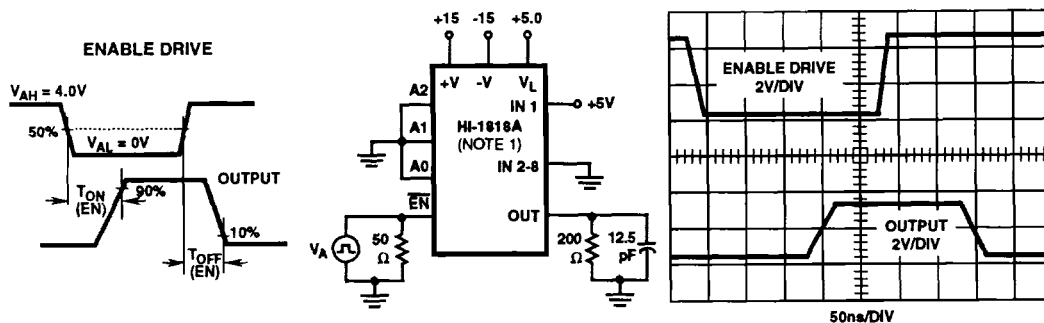 ENABLE DRIVE
V_AH = 4.0V
50%
V_AL = 0V
OUTPUT
T_ON
(EN)
90%
10%
T_OFF
(EN)
+15
-15
+5.0
+V
-V
V_L
A2
A1
A0
IN 1
+5V
HI-1818A
(NOTE 1)
IN 2-8
E̅N̅
OUT
V_A
50
Ω
200
Ω
12.5
pF
ENABLE DRIVE
2V/DIV
OUTPUT
2V/DIV
50ns/DIV